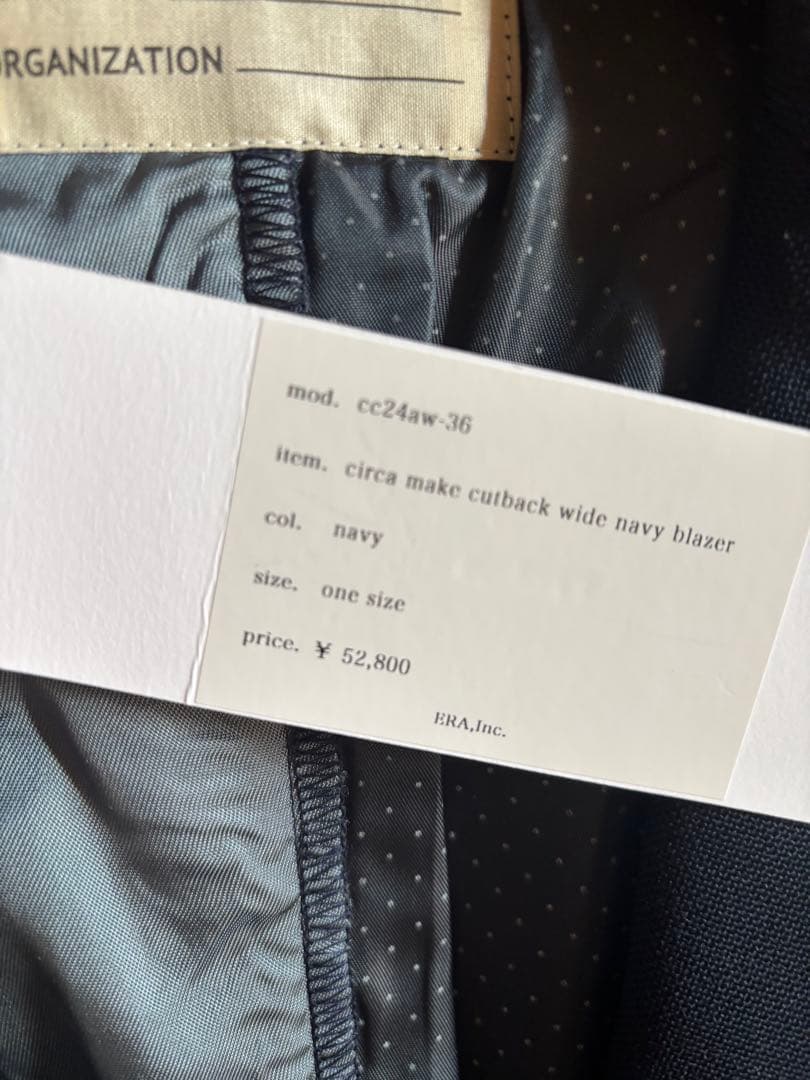 RGANIZATION
mod. cc24aw-36
item. circa make cutback wide navy blazer
col. navy
size. one size
price. ¥ 52,800
ERA,Inc.